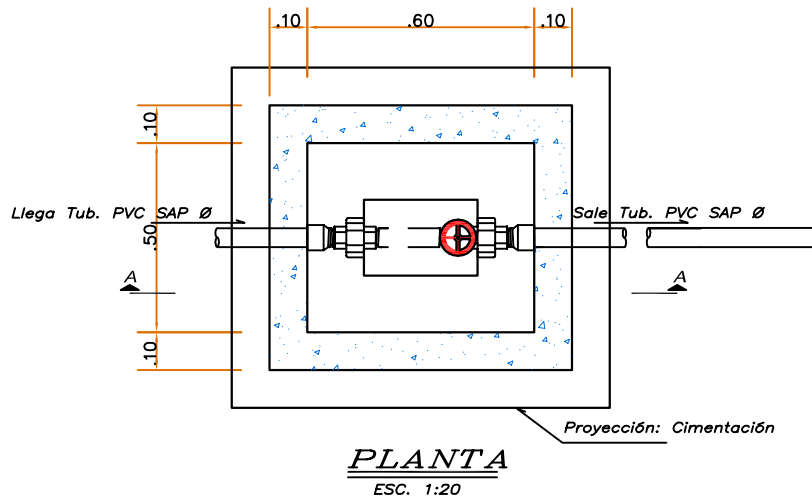 .10
.60
.10
.10
Llega Tub. PVC SAP Ø
.50
Sale Tub. PVC SAP Ø
A
A
.10
Proyección: Cimentación
PLANTA
ESC. 1:20